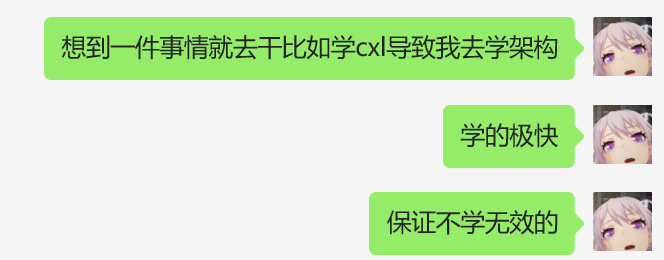 想到一件事情就去干比如学cxl导致我去学架构
学的极快
保证不学无效的